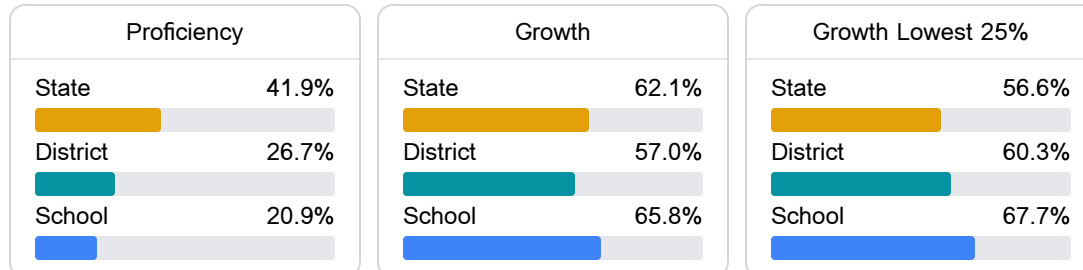 Proficiency
State 41.9%
District 26.7%
School 20.9%
Growth
State 62.1%
District 57.0%
School 65.8%
Growth Lowest 25%
State 56.6%
District 60.3%
School 67.7%